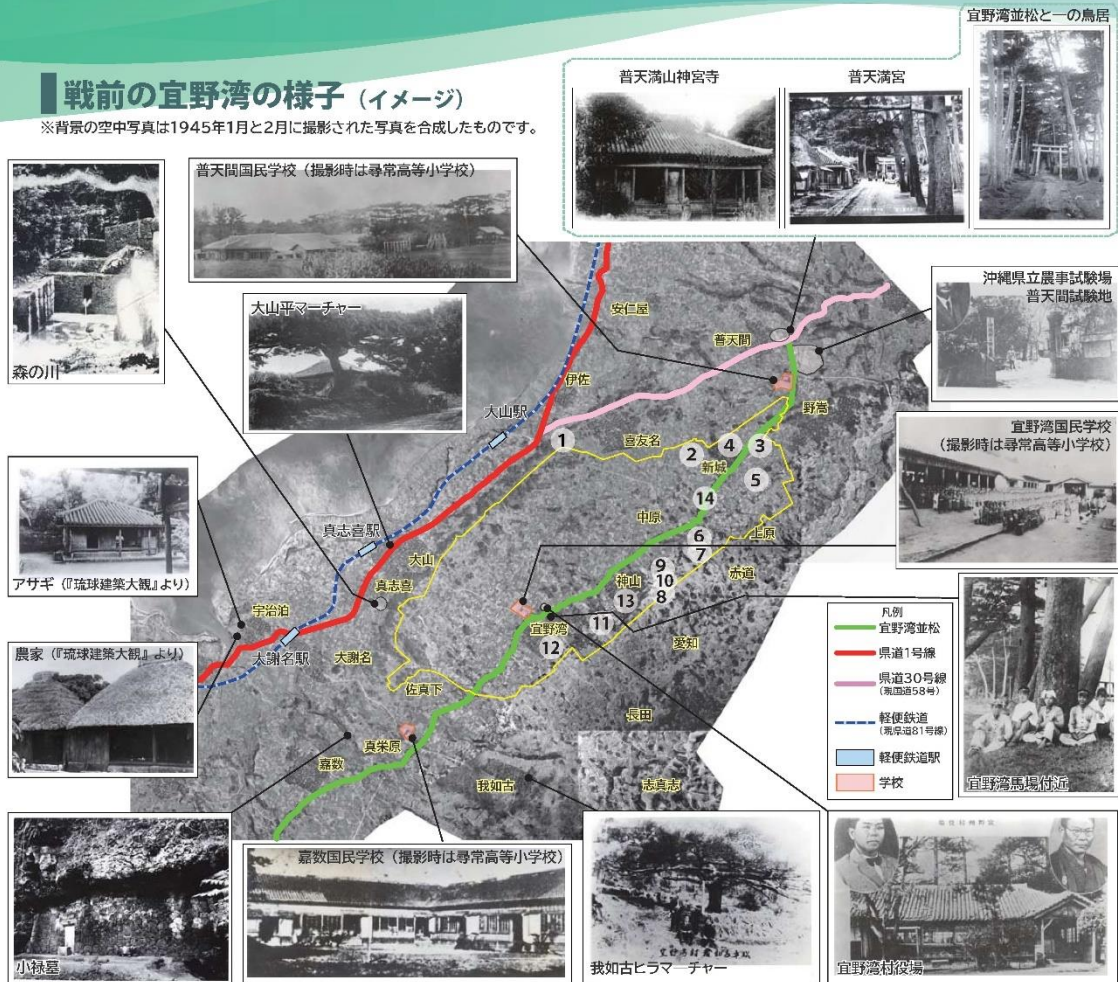 戦前の宜野湾の様子（イメージ）
※背景の空中写真は1945年1月と2月に撮影された写真を合成したものです。
宜野湾並松と一の鳥居
普天満山神宮寺
普天満宮
森の川
普天間国民学校（撮影時は尋常高等小学校）
大山平マーチャー
沖縄県立農事試験場
普天間試験地
宜野湾国民学校
（撮影時は尋常高等小学校）
アサギ（『琉球建築大観』より）
農家（『琉球建築大観』より）
安仁屋
普天間
伊佐
大山駅
野嵩
喜友名
1
2
4
3
新城
5
14
中原
真志喜駅
上原
6
7
大山
9
赤道
神山
10
真志喜
13
8
宇治泊
宜野湾
11
大謝名駅
大謝名
12
愛知
佐真下
長田
真栄原
嘉数
我如古
志真志
凡例
宜野湾並松
県道1号線
県道30号線
（現国道58号）
軽便鉄道
（現県道81号線）
軽便鉄道駅
学校
宜野湾馬場付近
小禄墓
嘉数国民学校（撮影時は尋常高等小学校）
我如古ヒラマーチャー
宜野湾村役場